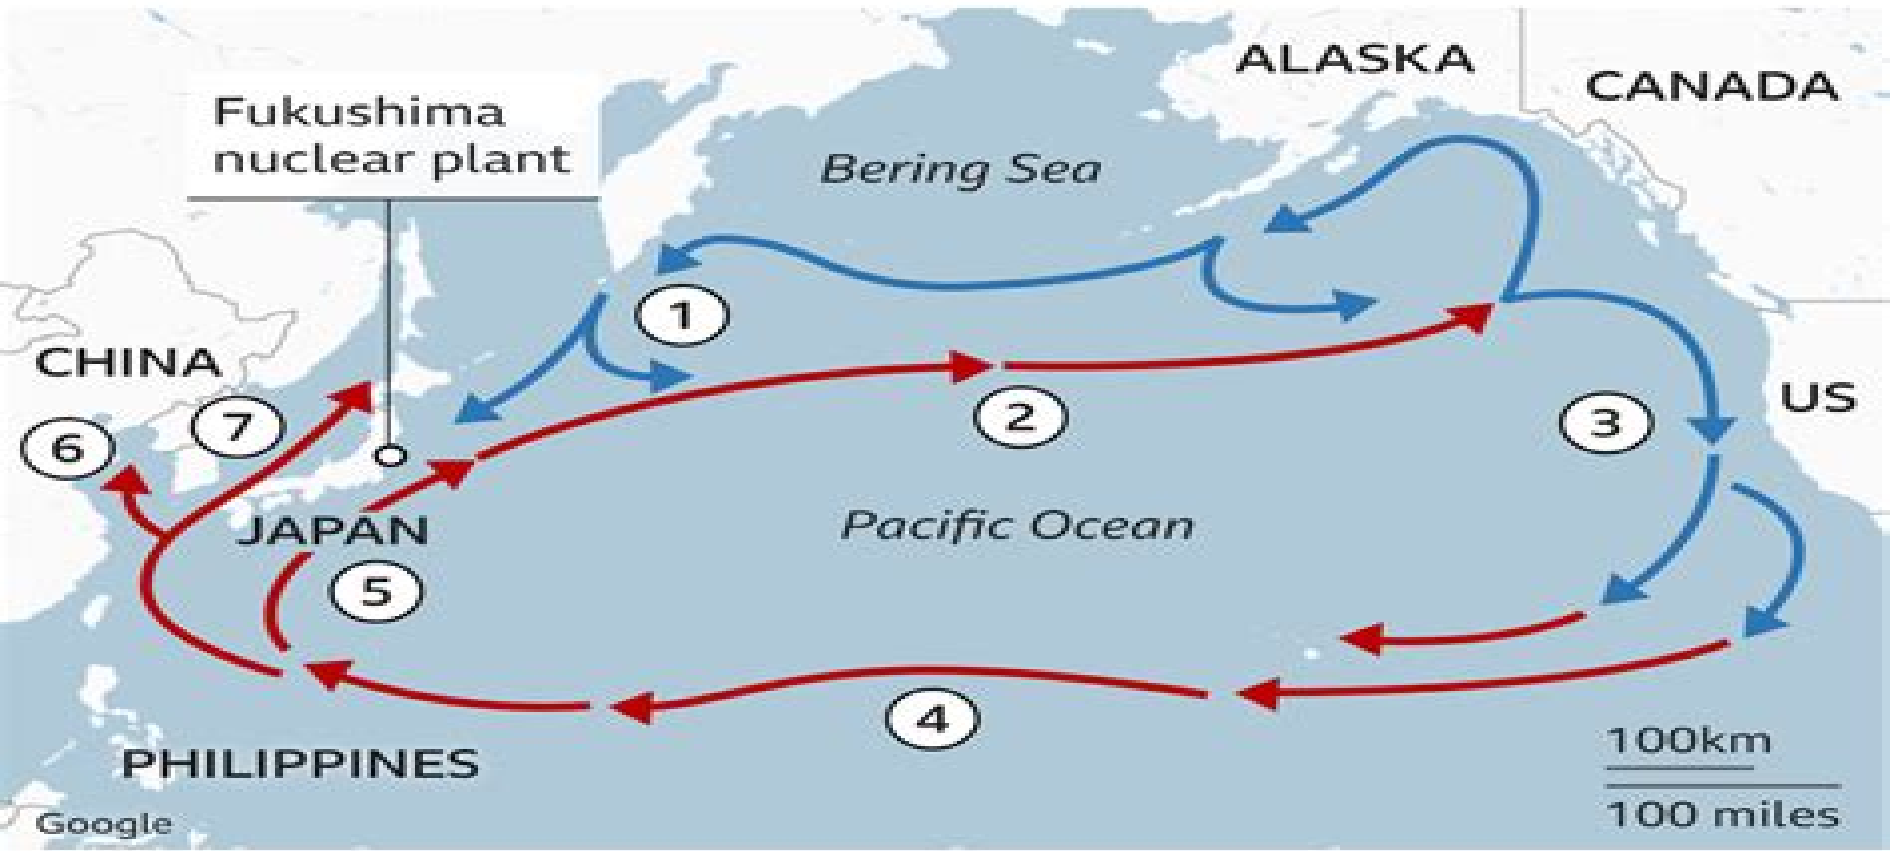 ALASKA
CANADA
Fukushima
nuclear plant
Bering Sea
1
CHINA
2
3
US
7
6
JAPAN
Pacific Ocean
5
4
PHILIPPINES
100km
100 miles
Google